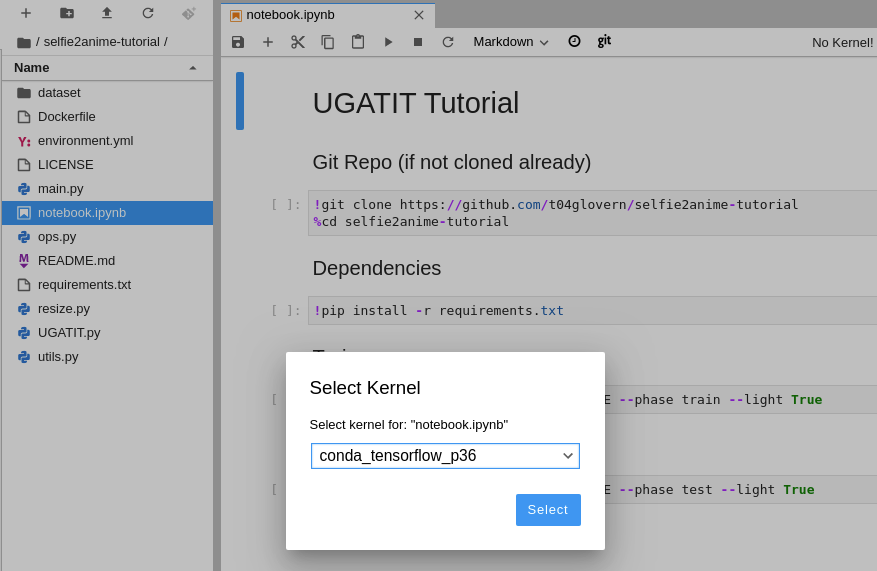 notebook.ipynb
/ selfie2anime-tutorial /
Markdown
git
No Kernel!
Name
dataset
Dockerfile
Y: environment.yml
LICENSE
main.py
notebook.ipynb
ops.py
M README.md
requirements.txt
resize.py
UGATIT.py
utils.py
UGATIT Tutorial
Git Repo (if not cloned already)
[ ]: !git clone https://github.com/t04glovern/selfie2anime-tutorial
%cd selfie2anime-tutorial
Dependencies
[ ]: !pip install -r requirements.txt
[ E --phase train --light True
[ E --phase test --light True
Select Kernel
Select kernel for: "notebook.ipynb"
conda_tensorflow_p36
Select